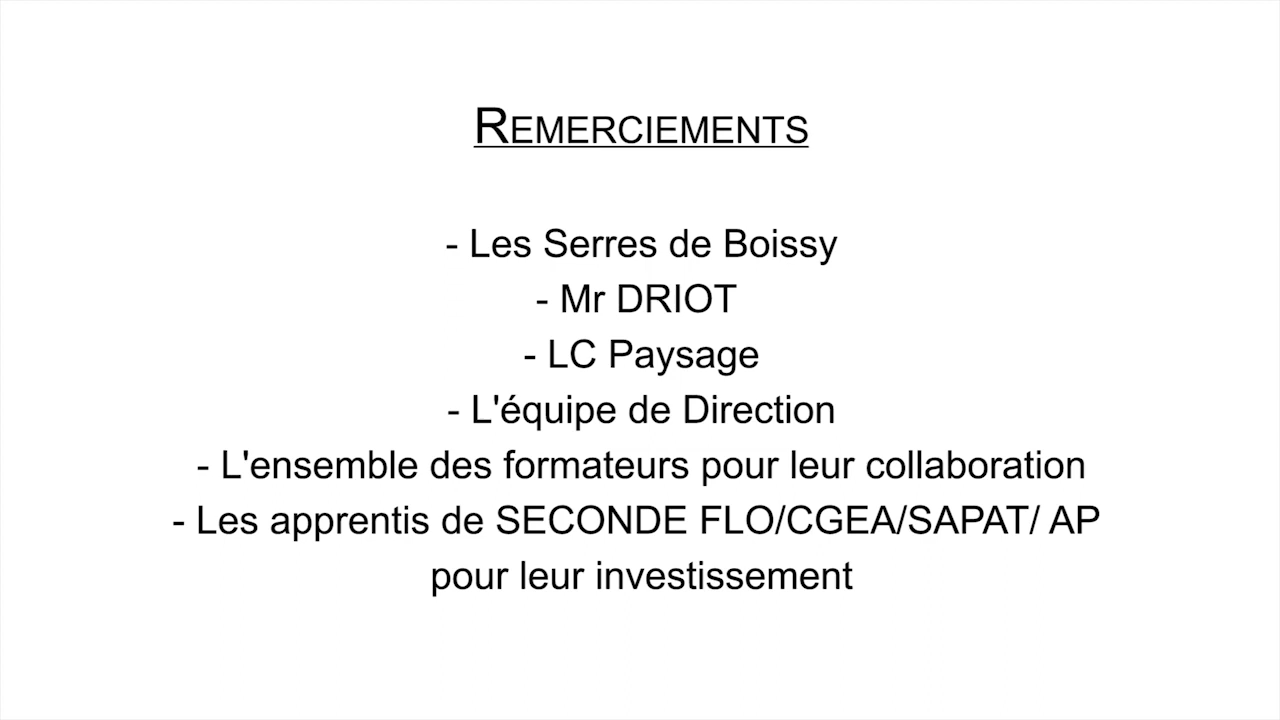 REMERCIEMENTS
- Les Serres de Boissy
- Mr DRIOT
- LC Paysage
- L'équipe de Direction
- L'ensemble des formateurs pour leur collaboration
- Les apprentis de SECONDE FLO/CGEA/SAPAT/ AP
pour leur investissement